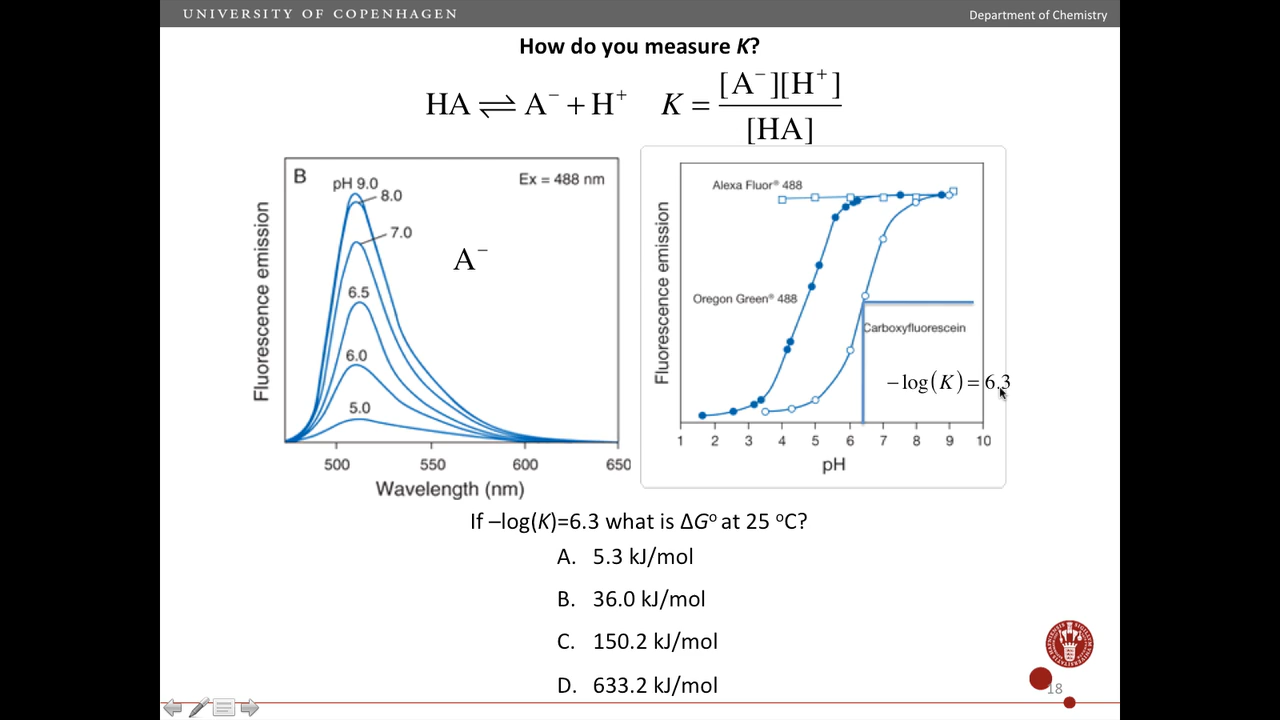 UNIVERSITY OF COPENHAGEN
Department of Chemistry
How do you measure K?
HA ⇌ A⁻ + H⁺ K = [A⁻][H⁺] / [HA]
B
pH 9.0
Ex = 488 nm
8.0
7.0
A⁻
6.5
6.0
5.0
Fluorescence emission
500 550 600 650
Wavelength (nm)
Alexa Fluor® 488
Oregon Green® 488
Carboxyfluorescein
−log(K) = 6.3
Fluorescence emission
1 2 3 4 5 6 7 8 9 10
pH
If –log(K)=6.3 what is ΔGº at 25 ºC?
A. 5.3 kJ/mol
B. 36.0 kJ/mol
C. 150.2 kJ/mol
D. 633.2 kJ/mol
18